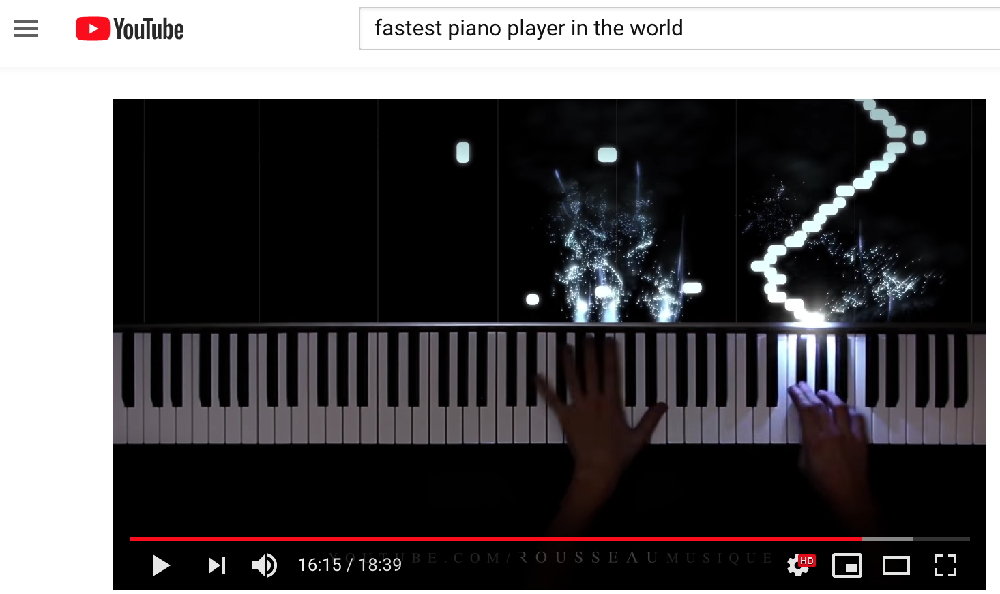 YouTube
fastest piano player in the world
YOUTUBE.COM/ROUSSEAUMUSIQUE
16:15 / 18:39
HD